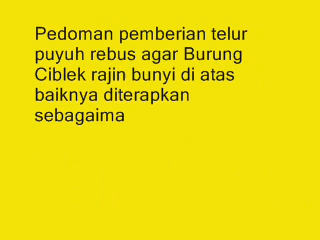 Pedoman pemberian telur
puyuh rebus agar Burung
Ciblek rajin bunyi di atas
baiknya diterapkan
sebagaima